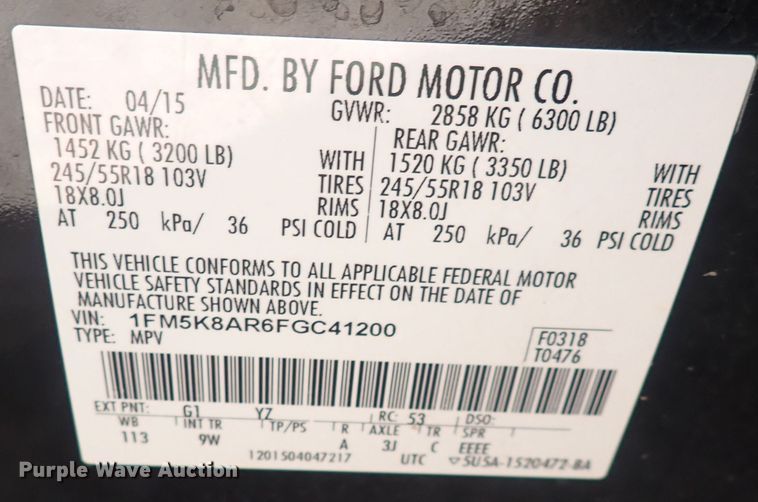 MFD. BY FORD MOTOR CO.
DATE: 04/15 GVWR: 2858 KG ( 6300 LB)
FRONT GAWR: REAR GAWR:
1452 KG ( 3200 LB) WITH 1520 KG ( 3350 LB) WITH
245/55R18 103V TIRES 245/55R18 103V TIRES
18X8.0J RIMS 18X8.0J RIMS
AT 250 kPa/ 36 PSI COLD AT 250 kPa/ 36 PSI COLD
THIS VEHICLE CONFORMS TO ALL APPLICABLE FEDERAL MOTOR
VEHICLE SAFETY STANDARDS IN EFFECT ON THE DATE OF
MANUFACTURE SHOWN ABOVE.
VIN: 1FM5K8AR6FGC41200
TYPE: MPV
F0318
T0476
EXT PNT: G1 YZ RC: 53 DSO:
WB INT TR TP/PS R AXLE TR SPR
113 9W A 3J C EEEE
1201504047217 UTC ▽5U5A-1520472-BA
Purple Wave Auction